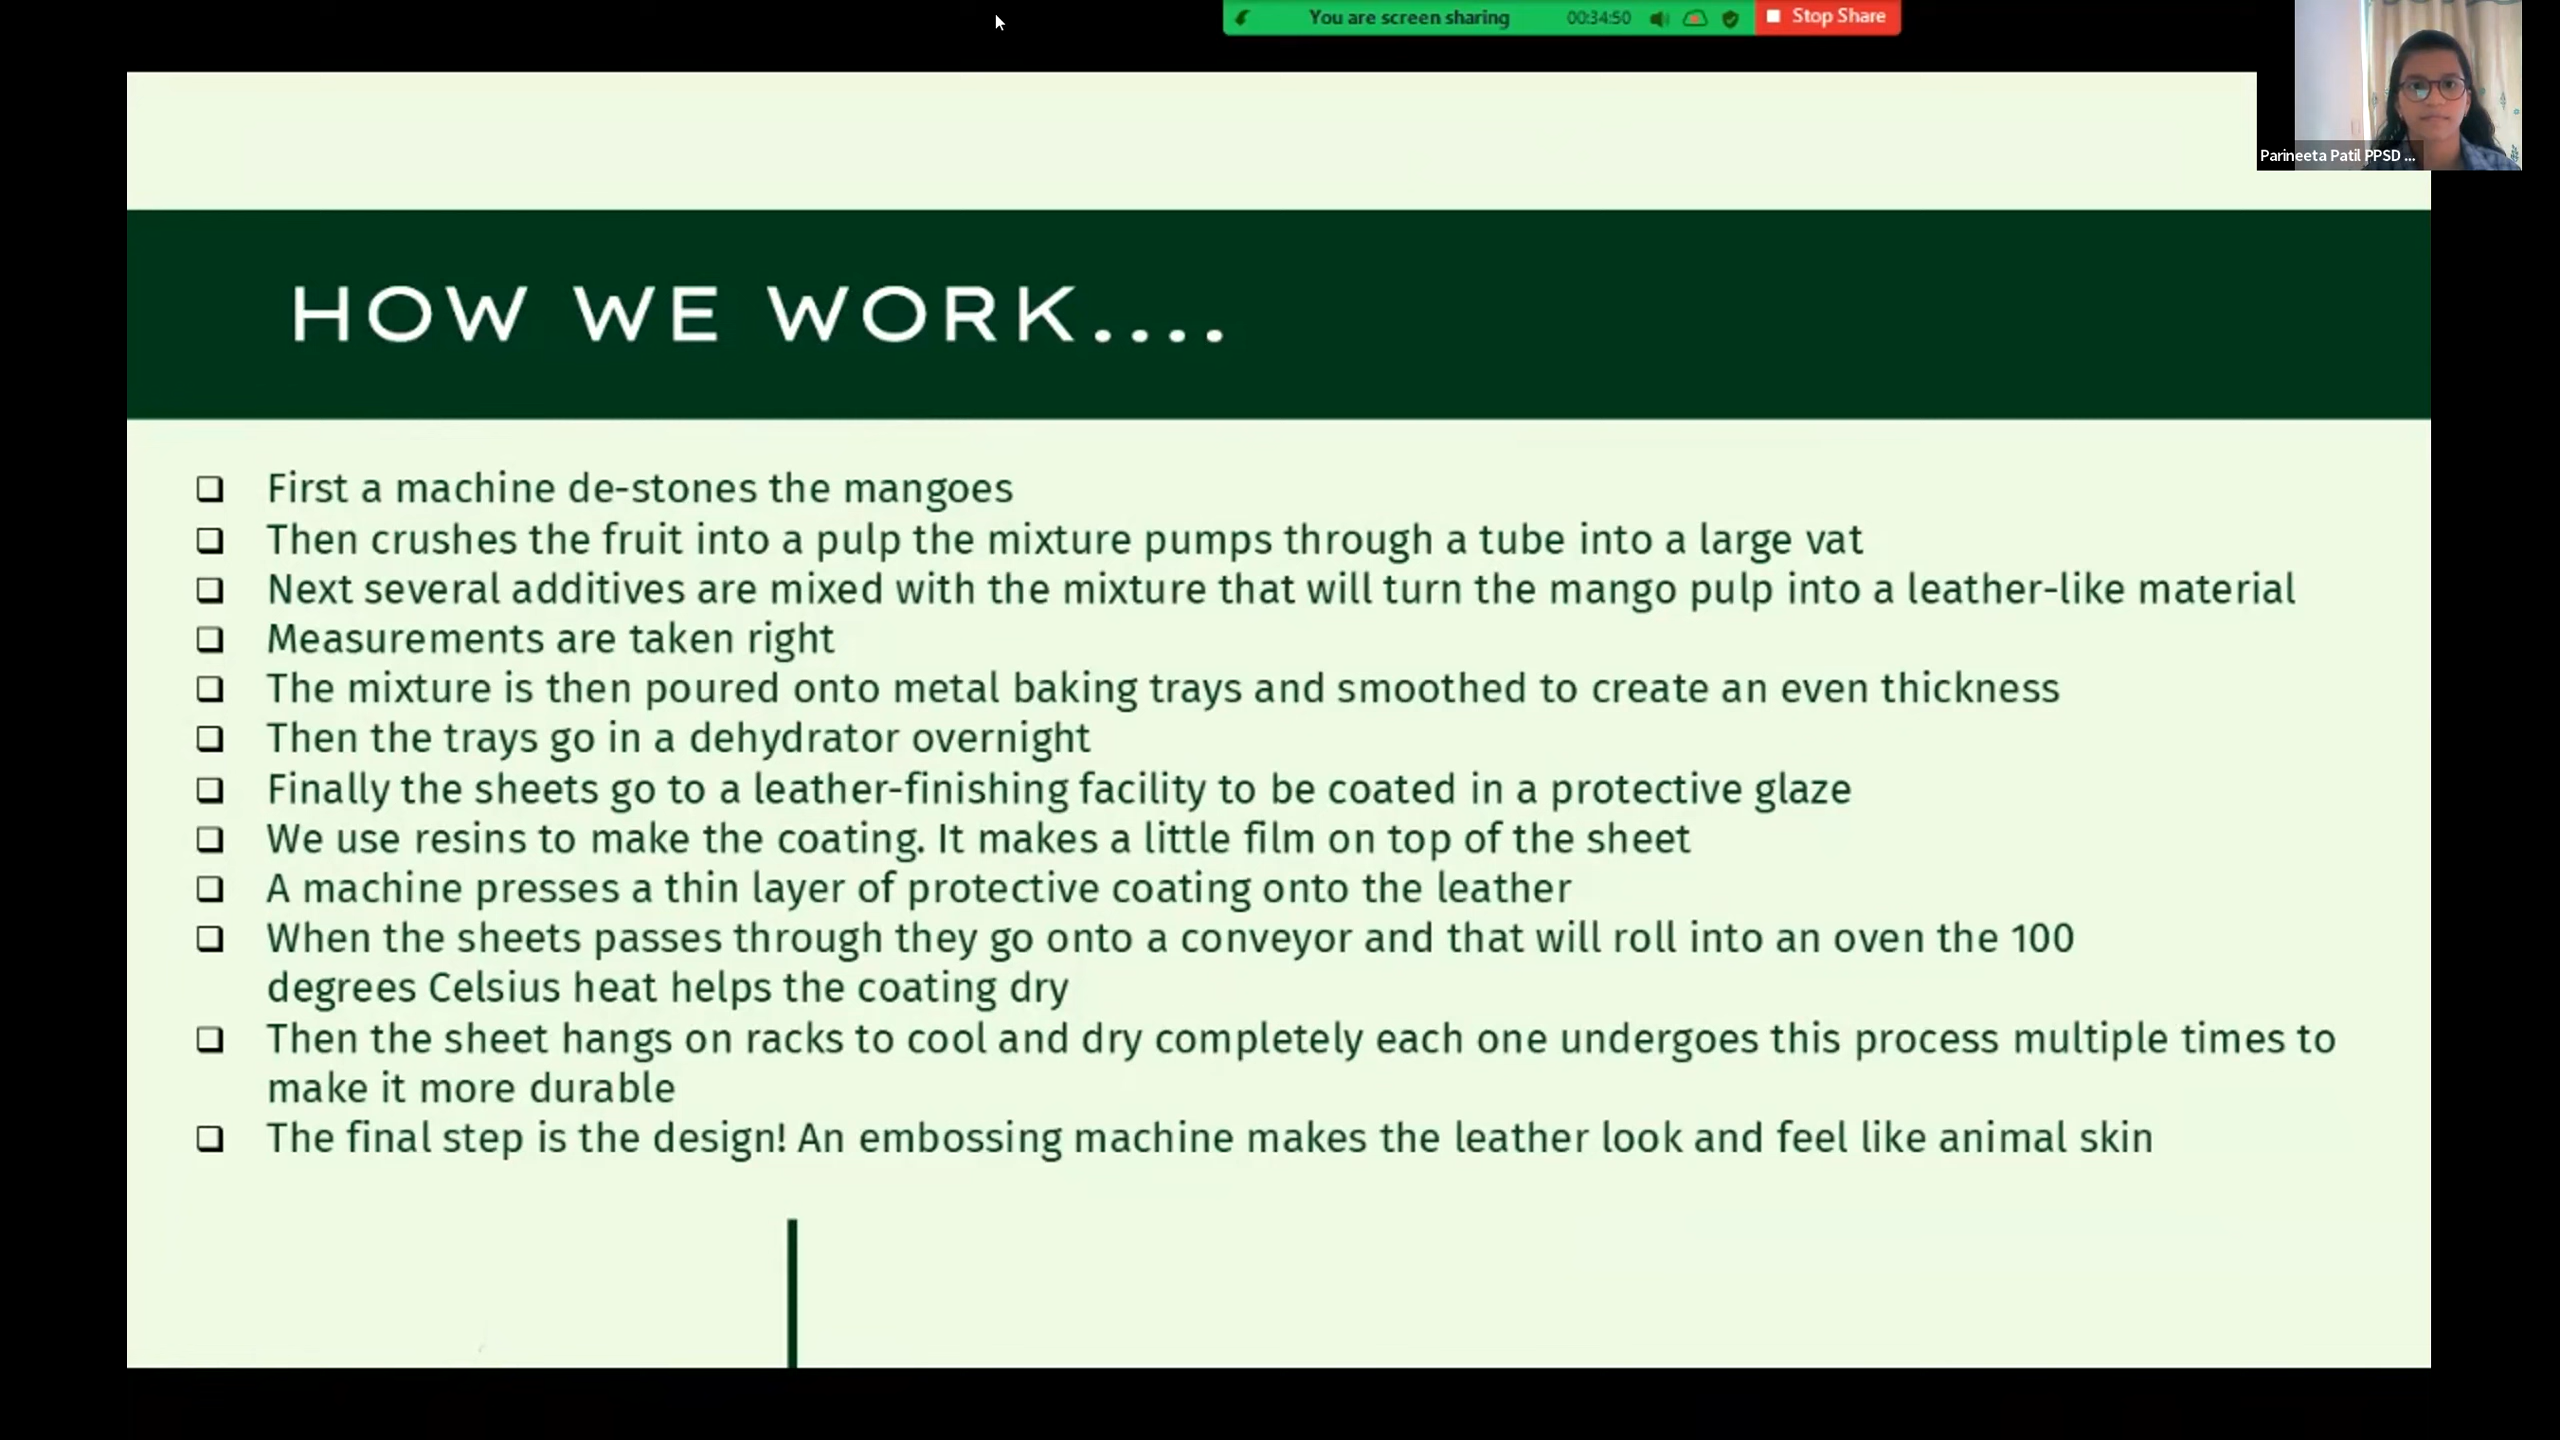 You are screen sharing 00:34:50 Stop Share
Parineeta Patil PPSD ...
HOW WE WORK....
First a machine de-stones the mangoes
Then crushes the fruit into a pulp the mixture pumps through a tube into a large vat
Next several additives are mixed with the mixture that will turn the mango pulp into a leather-like material
Measurements are taken right
The mixture is then poured onto metal baking trays and smoothed to create an even thickness
Then the trays go in a dehydrator overnight
Finally the sheets go to a leather-finishing facility to be coated in a protective glaze
We use resins to make the coating. It makes a little film on top of the sheet
A machine presses a thin layer of protective coating onto the leather
When the sheets passes through they go onto a conveyor and that will roll into an oven the 100
degrees Celsius heat helps the coating dry
Then the sheet hangs on racks to cool and dry completely each one undergoes this process multiple times to
make it more durable
The final step is the design! An embossing machine makes the leather look and feel like animal skin